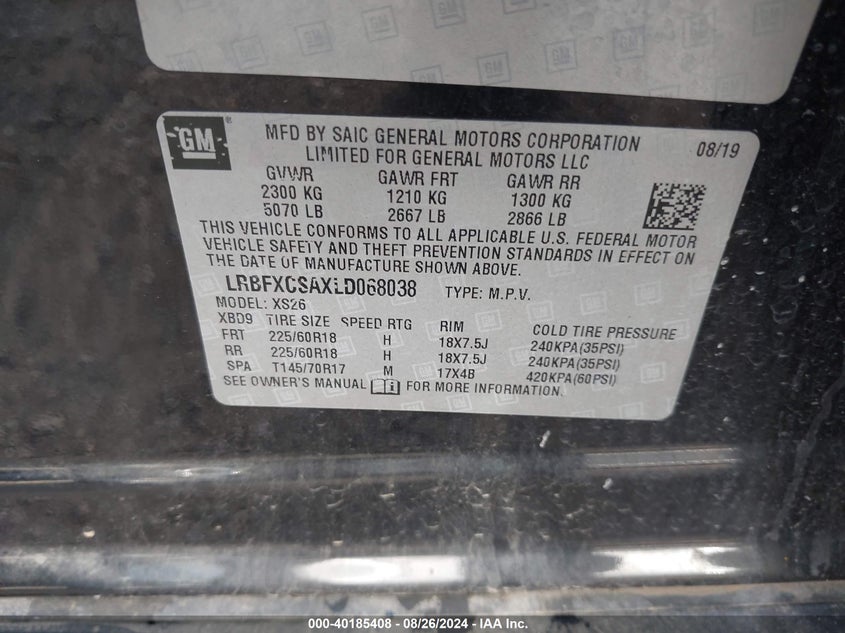 GM
MFD BY SAIC GENERAL MOTORS CORPORATION 08/19
LIMITED FOR GENERAL MOTORS LLC
GVWR GAWR FRT GAWR RR
2300 KG 1210 KG 1300 KG
5070 LB 2667 LB 2866 LB
THIS VEHICLE CONFORMS TO ALL APPLICABLE U.S. FEDERAL MOTOR
VEHICLE SAFETY AND THEFT PREVENTION STANDARDS IN EFFECT ON
THE DATE OF MANUFACTURE SHOWN ABOVE.
LRBFXCSAXLD068038 TYPE: M.P.V.
MODEL: XS26
XBD9 TIRE SIZE SPEED RTG RIM COLD TIRE PRESSURE
FRT 225/60R18 H 18X7.5J 240KPA(35PSI)
RR 225/60R18 H 18X7.5J 240KPA(35PSI)
SPA T145/70R17 M 17X4B 420KPA(60PSI)
SEE OWNER'S MANUAL FOR MORE INFORMATION.
000-40185408 - 08/26/2024 - IAA Inc.